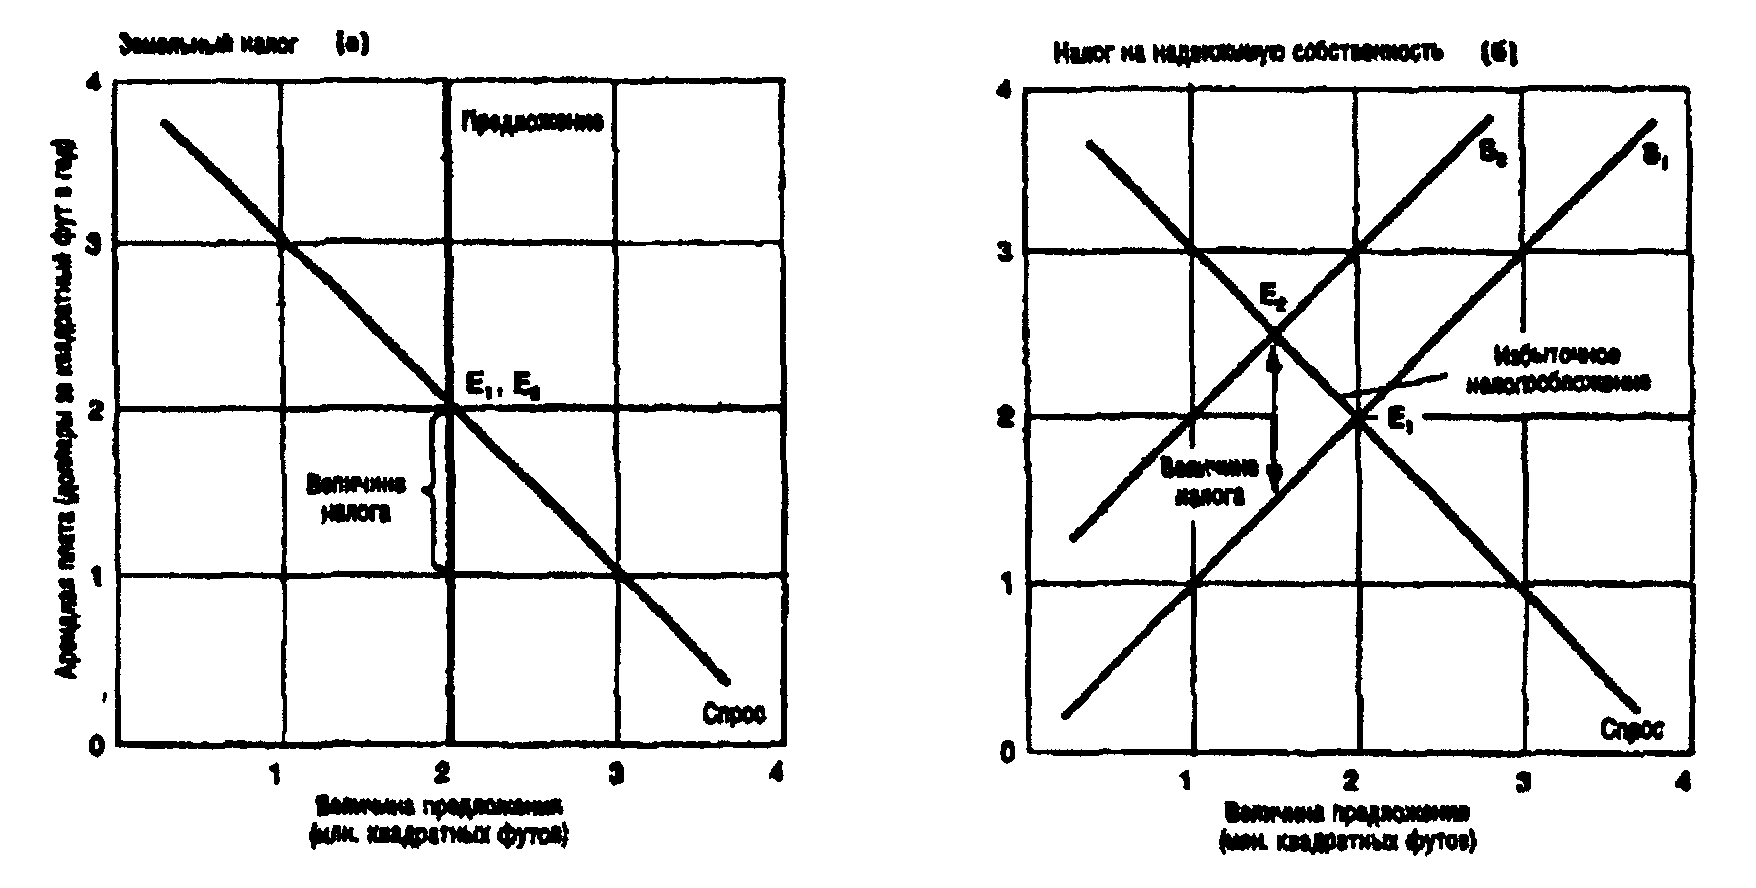 Земельный налог (а)
Арендная плата (доллары за квадратный фут в год)
4
3
2
1
0
Предложение
E₁, E₂
Величина
налога
Спрос
1 2 3 4
Величина предложения
(млн. квадратных футов)
Налог на недвижимую собственность (б)
4
3
2
1
0
S₂
S₁
E₂
Избыточное
налогообложение
E₁
Величина
налога
Спрос
1 2 3 4
Величина предложения
(млн. квадратных футов)